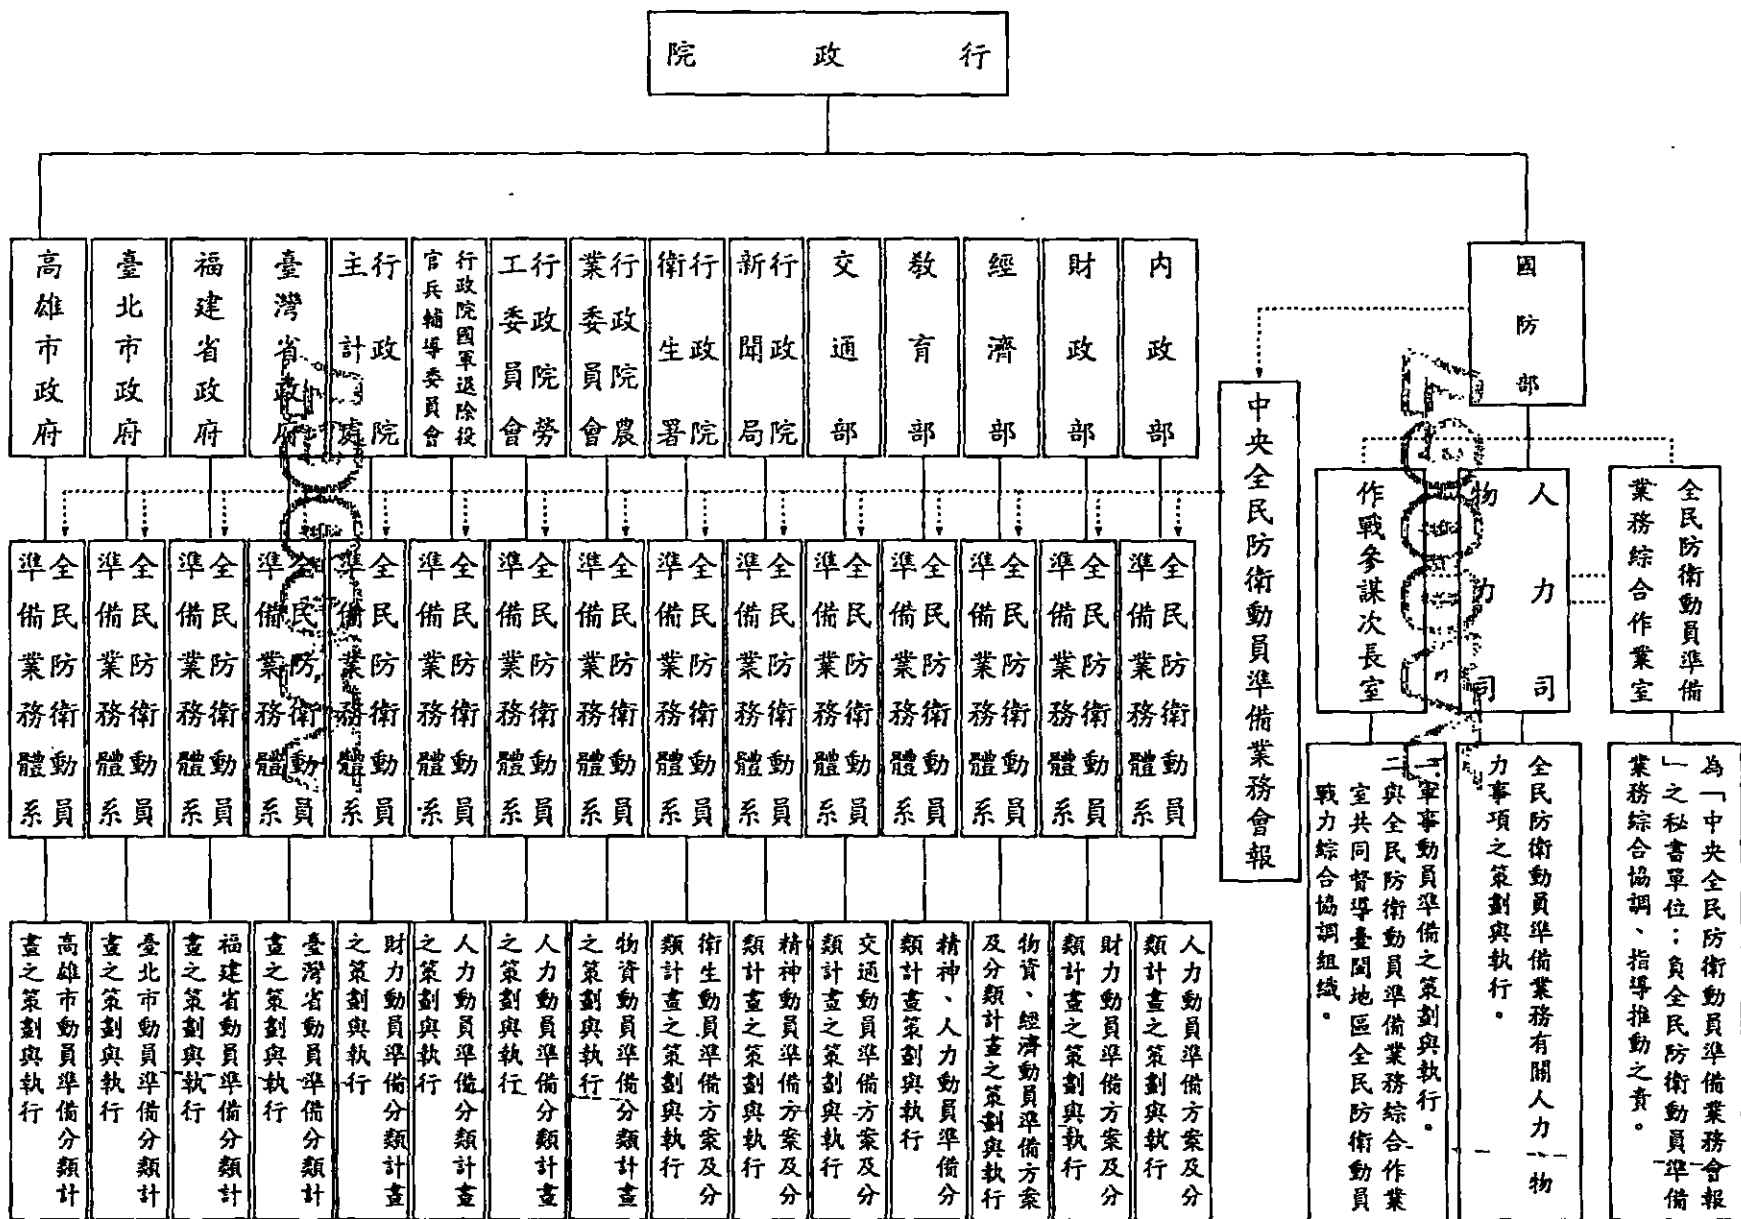 行政院
國防部
全民防衛動員準備
業務綜合作業室
人力
物力司
作戰參謀次長室
為「中央全民防衛動員準備業務會報
」之秘書單位；負全民防衛動員準備
業務綜合協調、指導推動之責。
全民防衛動員準備業務有關人力、物
力事項之策劃與執行。
一、軍事動員準備之策劃與執行。
二、與全民防衛動員準備業務綜合作業
室共同督導臺閩地區全民防衛動員
戰力綜合協調組織。
中央全民防衛動員準備業務會報
內政部
財政部
經濟部
教育部
交通部
行政院
新聞局
行政院
衛生署
行政院農
業委員會
行政院勞
工委員會
行政院國軍退除役
官兵輔導委員會
行政院
主計處
臺灣省政府
福建省政府
臺北市政府
高雄市政府
全民防衛動員
準備業務體系
全民防衛動員
準備業務體系
全民防衛動員
準備業務體系
全民防衛動員
準備業務體系
全民防衛動員
準備業務體系
全民防衛動員
準備業務體系
全民防衛動員
準備業務體系
全民防衛動員
準備業務體系
全民防衛動員
準備業務體系
全民防衛動員
準備業務體系
全民防衛動員
準備業務體系
全民防衛動員
準備業務體系
全民防衛動員
準備業務體系
全民防衛動員
準備業務體系
全民防衛動員
準備業務體系
人力動員準備方案及分
類計畫之策劃與執行
財力動員準備方案及分
類計畫之策劃與執行
物資、經濟動員準備方案
及分類計畫之策劃與執行
精神、人力動員準備分
類計畫策劃與執行
交通動員準備方案及分
類計畫之策劃與執行
精神動員準備方案及分
類計畫之策劃與執行
衛生動員準備方案及分
類計畫之策劃與執行
物資動員準備分類計畫
之策劃與執行
人力動員準備分類計畫
之策劃與執行
人力動員準備分類計畫
之策劃與執行
財力動員準備分類計畫
之策劃與執行
臺灣省動員準備分類計
畫之策劃與執行
福建省動員準備分類計
畫之策劃與執行
臺北市動員準備分類計
畫之策劃與執行
高雄市動員準備分類計
畫之策劃與執行